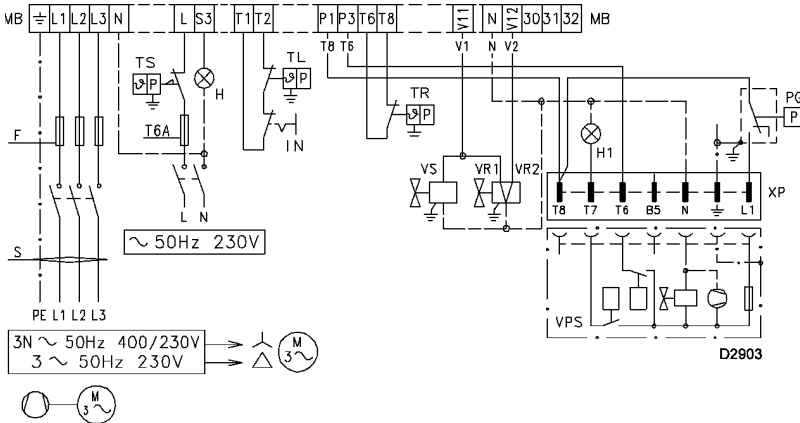 MB L1 L2 L3 N L S3 T1 T2 P1 P3 T6 T8 V11 N V12 30 31 32 MB
T8 T6 V1 N V2
TS
ϑ P
H
TL
ϑ P
TR
ϑ P
PG
P
F
T6A
IN
H1
VS VR1 VR2
XP
T8 T7 T6 B5 N L1
L N
~ 50Hz 230V
S
VPS
PE L1 L2 L3
3N ~ 50Hz 400/230V
3 ~ 50Hz 230V
M
3~
D2903
M
3~